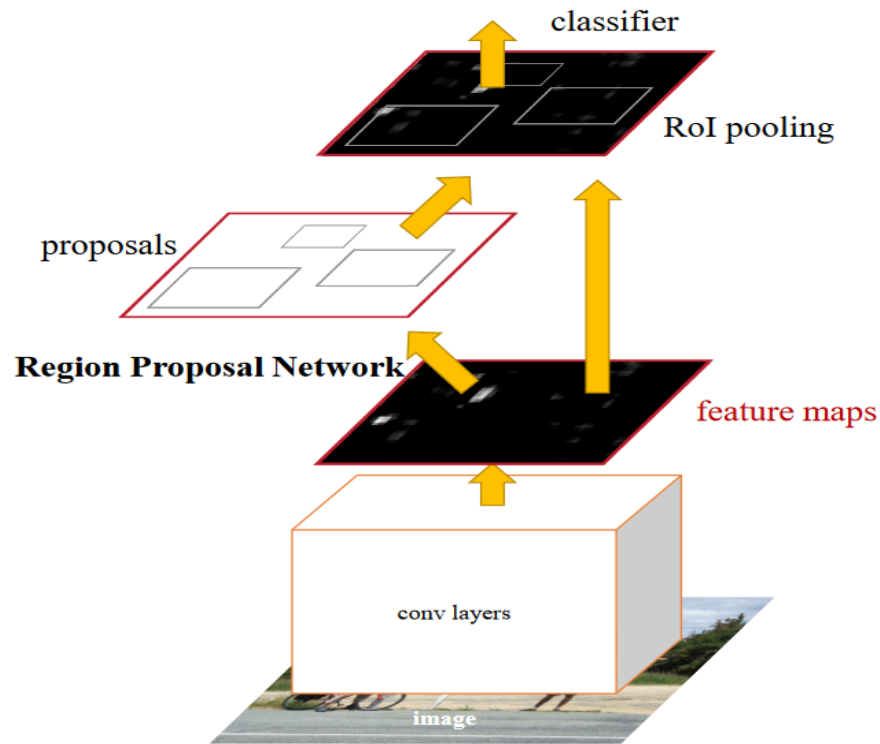 classifier
RoI pooling
proposals
Region Proposal Network
feature maps
conv layers
image